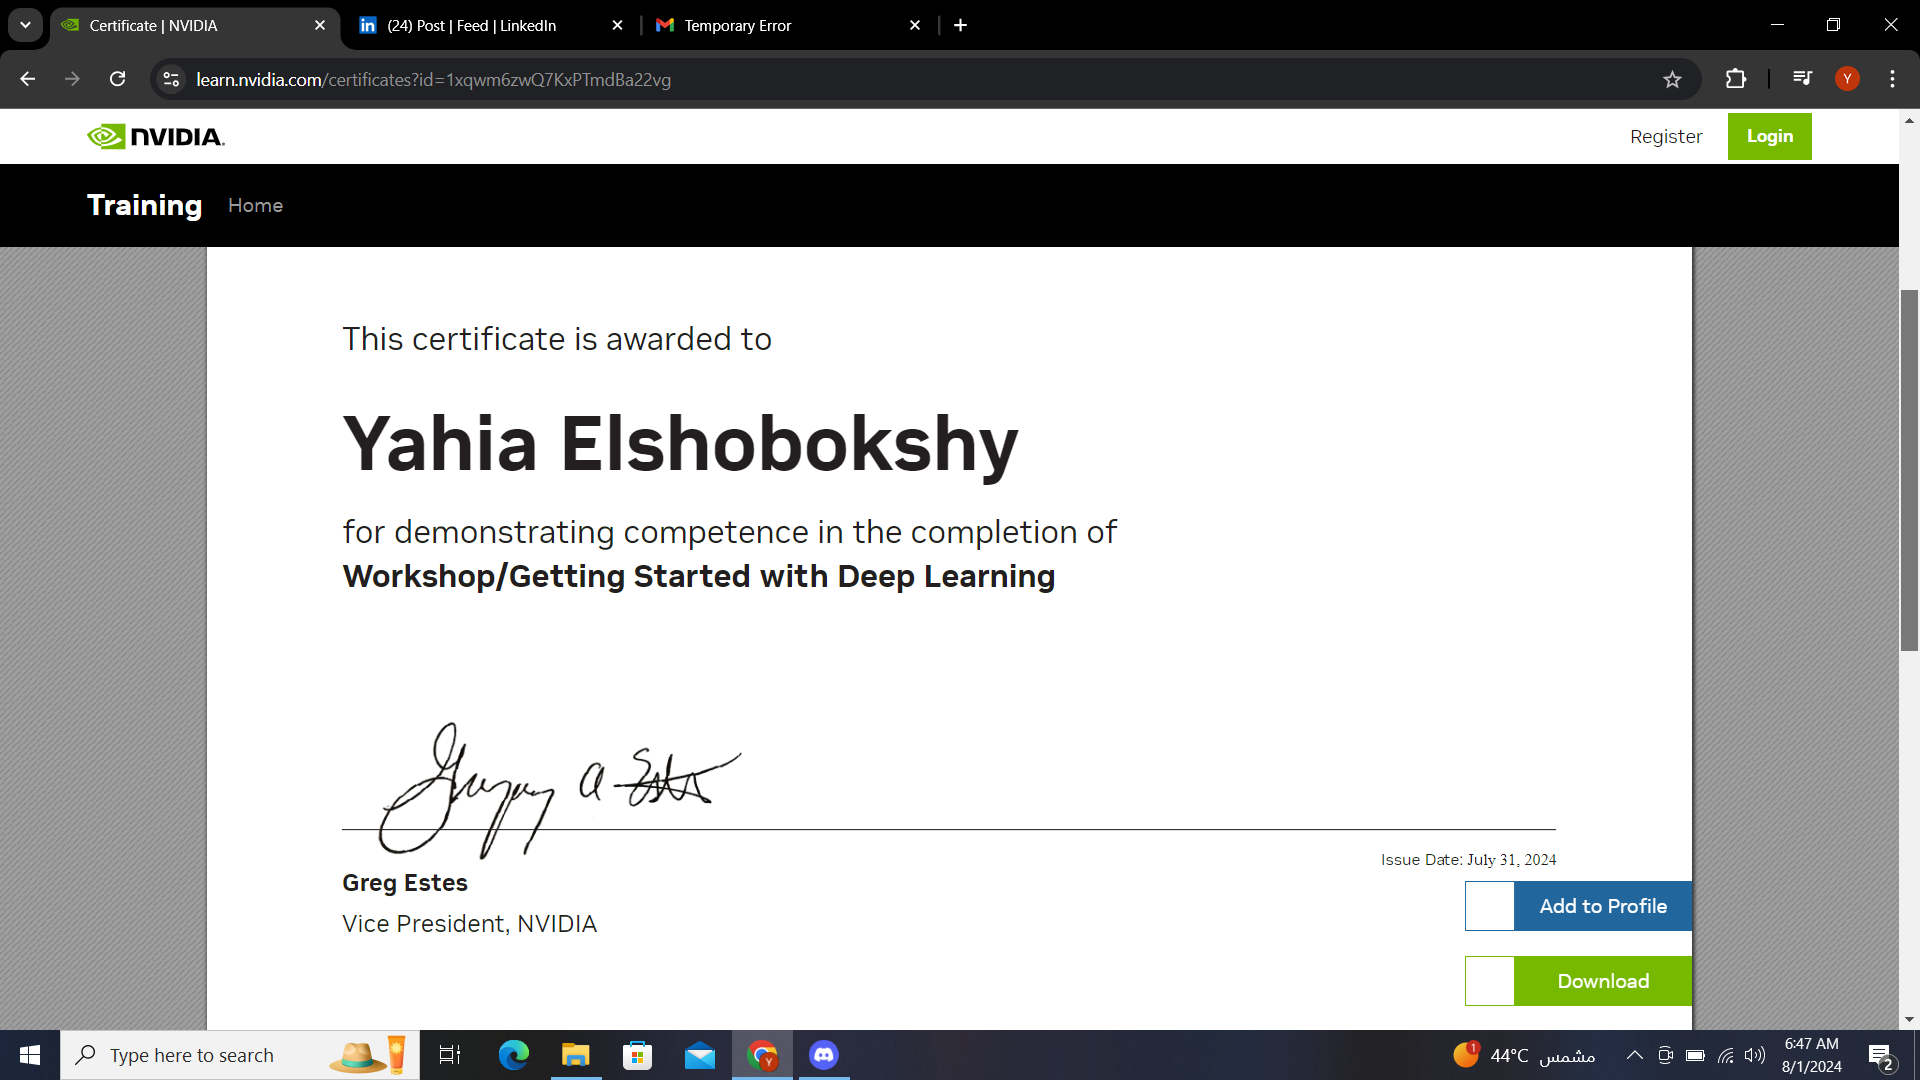 Certificate | NVIDIA
(24) Post | Feed | LinkedIn
Temporary Error
learn.nvidia.com/certificates?id=1xqwm6zwQ7KxPTmdBa22vg
Y
NVIDIA.
Register
Login
Training
Home
This certificate is awarded to
Yahia Elshobokshy
for demonstrating competence in the completion of
Workshop/Getting Started with Deep Learning
Issue Date: July 31, 2024
Greg Estes
Vice President, NVIDIA
Add to Profile
Download
Type here to search
1
44°C مشمس
6:47 AM
8/1/2024
2